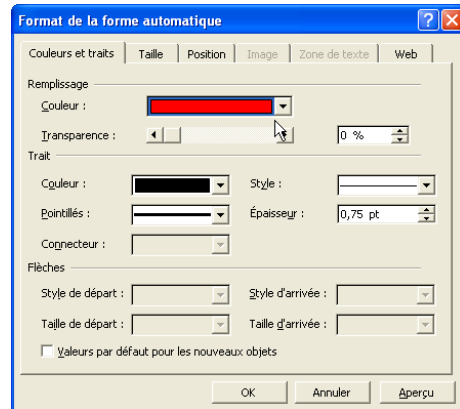 Format de la forme automatique
Couleurs et traits Taille Position Image Zone de texte Web
Remplissage
Couleur :
Transparence : 0 %
Trait
Couleur : Style :
Pointillés : Épaisseur : 0,75 pt
Connecteur :
Flèches
Style de départ : Style d'arrivée :
Taille de départ : Taille d'arrivée :
Valeurs par défaut pour les nouveaux objets
OK Annuler Aperçu